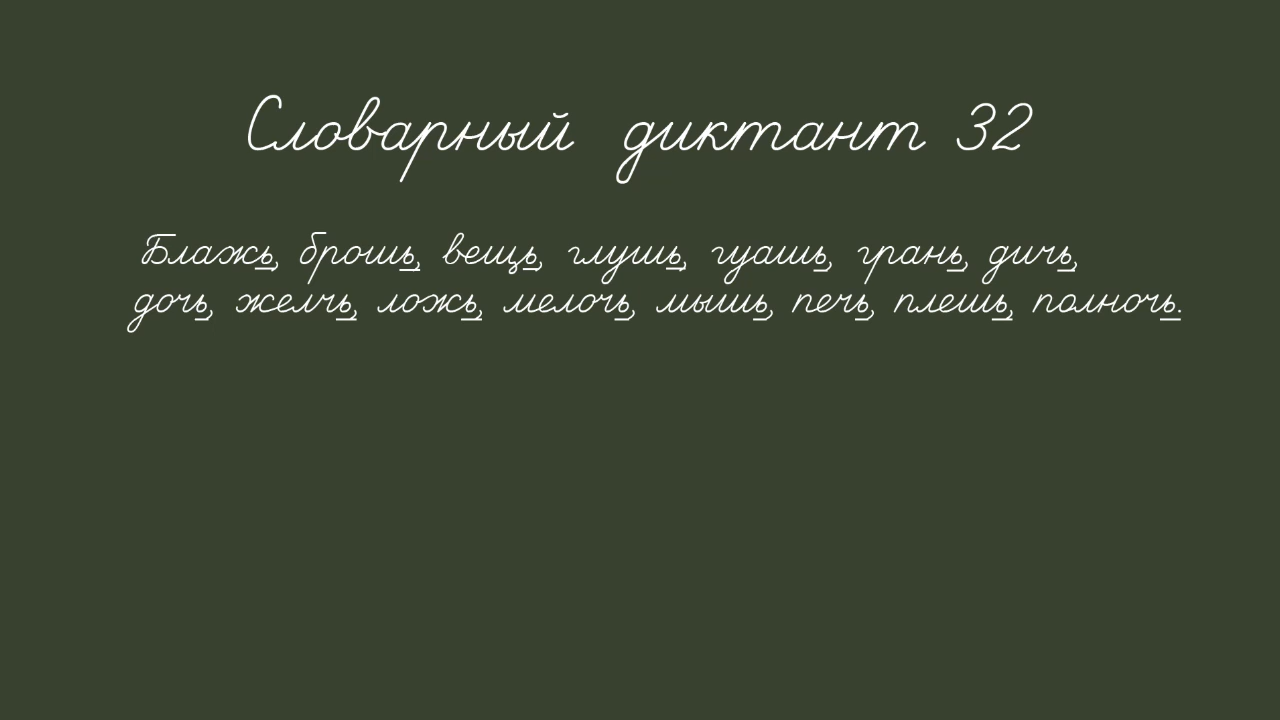 Словарный диктант 32
Блажь, брошь, вещь, глушь, гуашь, грань, дичь,
дочь, желчь, ложь, мелочь, мышь, печь, плешь, полночь.